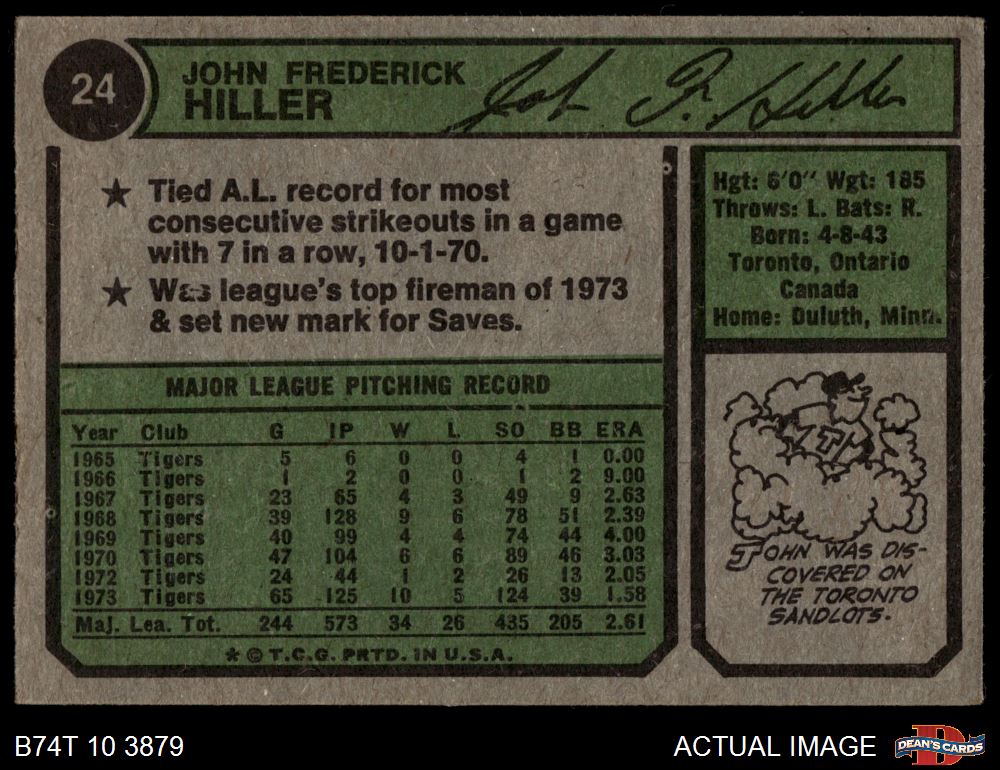 24
JOHN FREDERICK
HILLER
John F. Hiller
★ Tied A.L. record for most
consecutive strikeouts in a game
with 7 in a row, 10-1-70.
★ Was league's top fireman of 1973
& set new mark for Saves.
Hgt: 6'0" Wgt: 185
Throws: L. Bats: R.
Born: 4-8-43
Toronto, Ontario
Canada
Home: Duluth, Minn.
MAJOR LEAGUE PITCHING RECORD
Year Club G IP W L SO BB ERA
1965 Tigers 5 6 0 0 4 1 0.00
1966 Tigers 1 2 0 0 1 2 9.00
1967 Tigers 23 65 4 3 49 9 2.63
1968 Tigers 39 128 9 6 78 51 2.39
1969 Tigers 40 99 4 4 74 44 4.00
1970 Tigers 47 104 6 6 89 46 3.03
1972 Tigers 24 44 1 2 26 13 2.05
1973 Tigers 65 125 10 5 124 39 1.58
Maj. Lea. Tot. 244 573 34 26 435 205 2.61
* © T.C.G. PRTD. IN U.S.A.
JOHN WAS DIS-
COVERED ON
THE TORONTO
SANDLOTS.
B74T 10 3879
ACTUAL IMAGE
D
DEAN'S CARDS